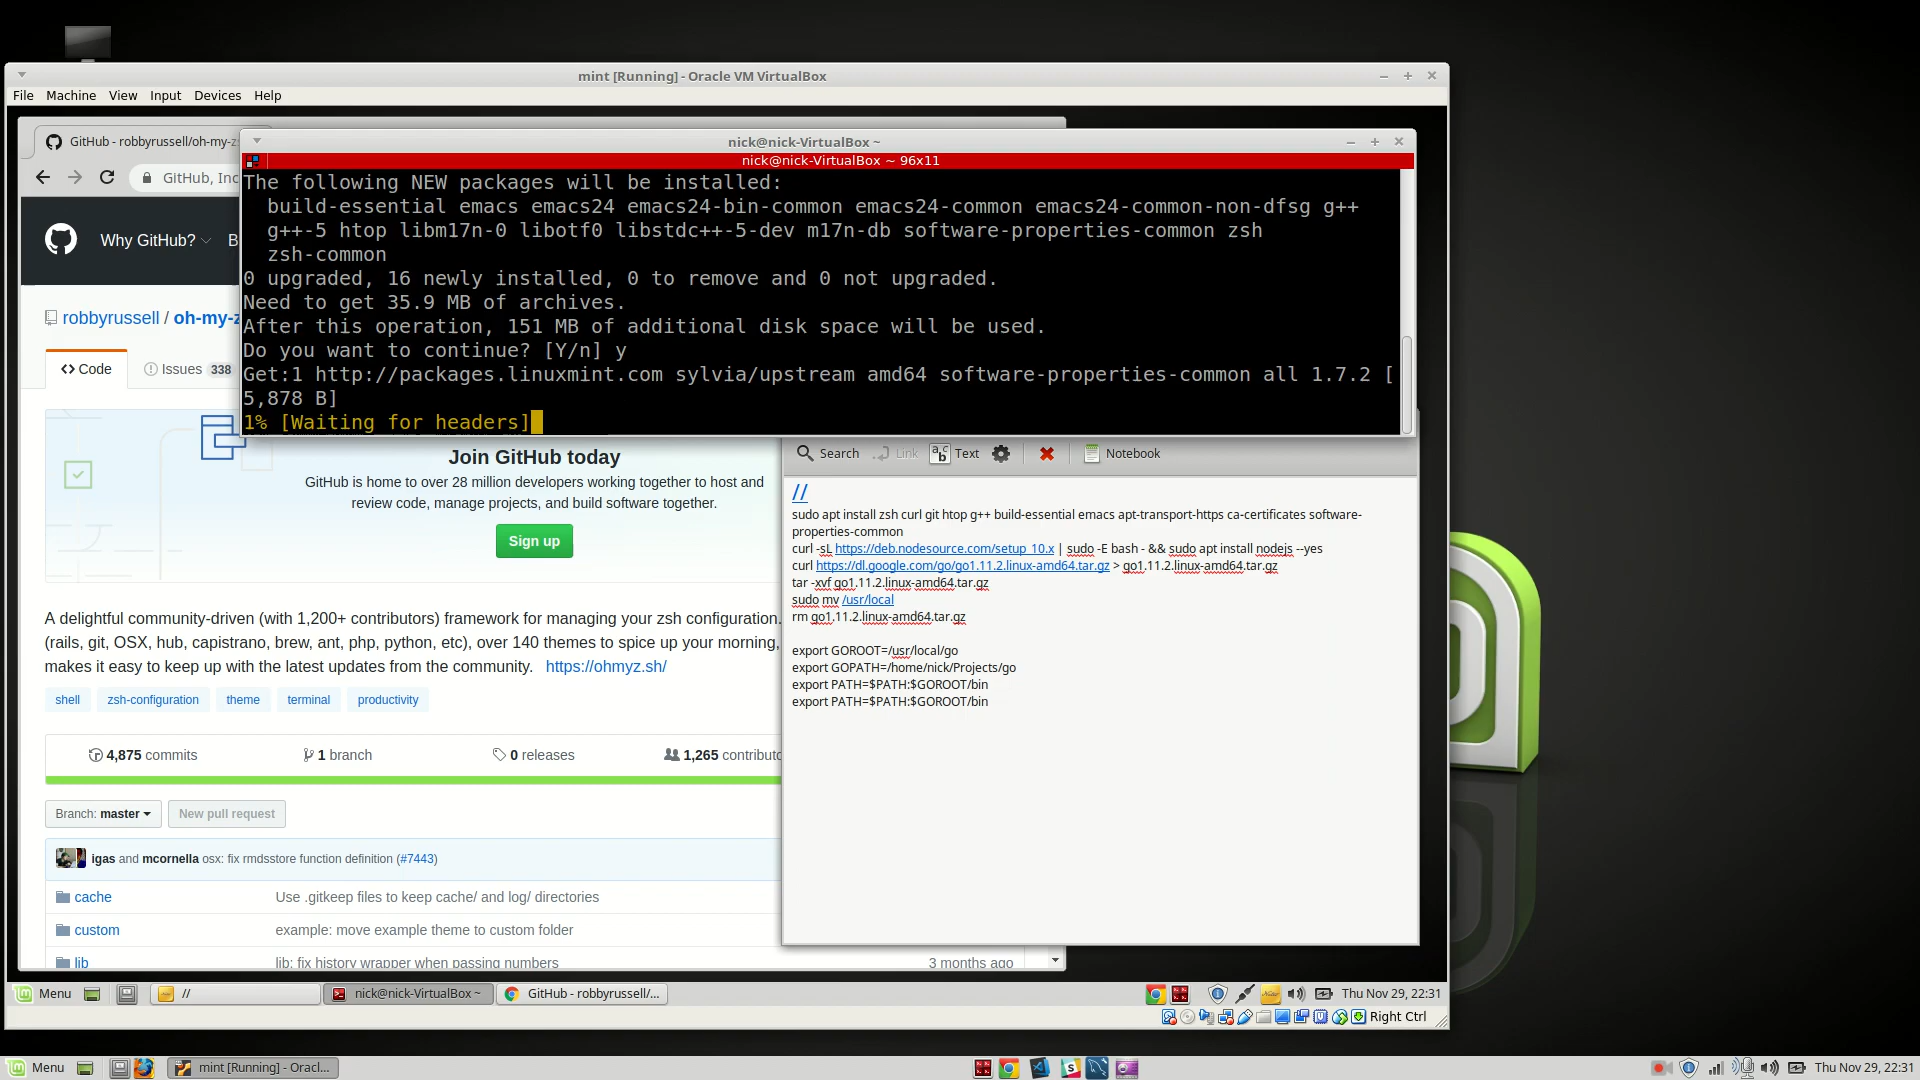 mint [Running] - Oracle VM VirtualBox
File Machine View Input Devices Help
GitHub - robbyrussell/oh-my-z
nick@nick-VirtualBox ~
nick@nick-VirtualBox ~ 96x11
GitHub, Inc
The following NEW packages will be installed:
build-essential emacs emacs24 emacs24-bin-common emacs24-common emacs24-common-non-dfsg g++
g++-5 htop libm17n-0 libotf0 libstdc++-5-dev m17n-db software-properties-common zsh
zsh-common
0 upgraded, 16 newly installed, 0 to remove and 0 not upgraded.
Need to get 35.9 MB of archives.
After this operation, 151 MB of additional disk space will be used.
Do you want to continue? [Y/n] y
Get:1 http://packages.linuxmint.com sylvia/upstream amd64 software-properties-common all 1.7.2 [
5,878 B]
1% [Waiting for headers]
Why GitHub? B
robbyrussell / oh-my-z
Code Issues 338
Join GitHub today
GitHub is home to over 28 million developers working together to host and
review code, manage projects, and build software together.
Sign up
A delightful community-driven (with 1,200+ contributors) framework for managing your zsh configuration.
(rails, git, OSX, hub, capistrano, brew, ant, php, python, etc), over 140 themes to spice up your morning,
makes it easy to keep up with the latest updates from the community. https://ohmyz.sh/
shell zsh-configuration theme terminal productivity
4,875 commits 1 branch 0 releases 1,265 contributo
Branch: master New pull request
igas and mcornella osx: fix rmdsstore function definition (#7443)
cache Use .gitkeep files to keep cache/ and log/ directories
custom example: move example theme to custom folder
lib lib: fix history wrapper when passing numbers 3 months ago
Search Link Text Notebook
//
sudo apt install zsh curl git htop g++ build-essential emacs apt-transport-https ca-certificates software-
properties-common
curl -sL https://deb.nodesource.com/setup_10.x | sudo -E bash - && sudo apt install nodejs --yes
curl https://dl.google.com/go/go1.11.2.linux-amd64.tar.gz > go1.11.2.linux-amd64.tar.gz
tar -xvf go1.11.2.linux-amd64.tar.gz
sudo mv /usr/local
rm go1.11.2.linux-amd64.tar.gz
export GOROOT=/usr/local/go
export GOPATH=/home/nick/Projects/go
export PATH=$PATH:$GOROOT/bin
export PATH=$PATH:$GOROOT/bin
Menu // nick@nick-VirtualBox ~ GitHub - robbyrussell/... Thu Nov 29, 22:31
Right Ctrl
Menu mint [Running] - Oracl... Thu Nov 29, 22:31